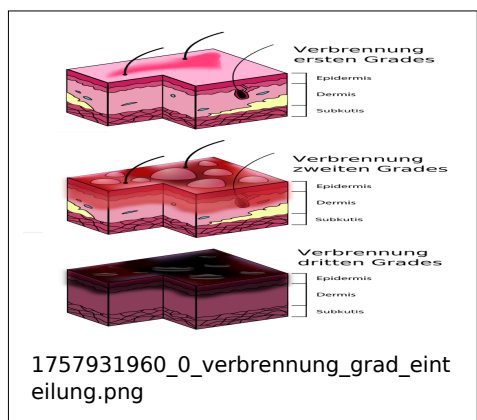 Verbrennung
ersten Grades
Epidermis
Dermis
Subkutis
Verbrennung
zweiten Grades
Epidermis
Dermis
Subkutis
Verbrennung
dritten Grades
Epidermis
Dermis
Subkutis
1757931960_0_verbrennung_grad_eint
eilung.png